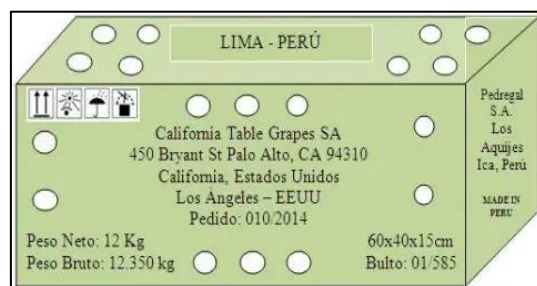 LIMA - PERÚ
California Table Grapes SA
450 Bryant St Palo Alto, CA 94310
California, Estados Unidos
Los Ángeles – EEUU
Pedido: 010/2014
Peso Neto: 12 Kg
Peso Bruto: 12.350 kg
60x40x15cm
Bulto: 01/585
Pedregal
S.A.
Los
Aquijes
Ica, Perú
MADE IN
PERU